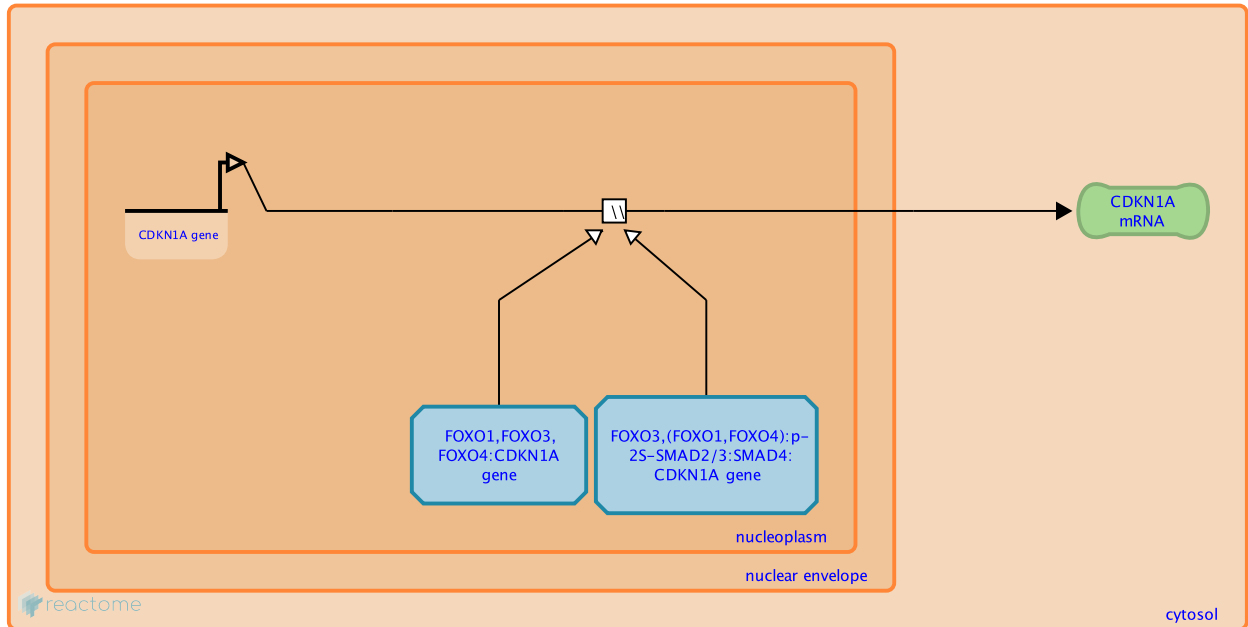 CDKN1A gene
\\
CDKN1A
mRNA
FOXO1,FOXO3,
FOXO4:CDKN1A
gene
FOXO3,(FOXO1,FOXO4):p-
2S-SMAD2/3:SMAD4:
CDKN1A gene
nucleoplasm
nuclear envelope
reactome
cytosol